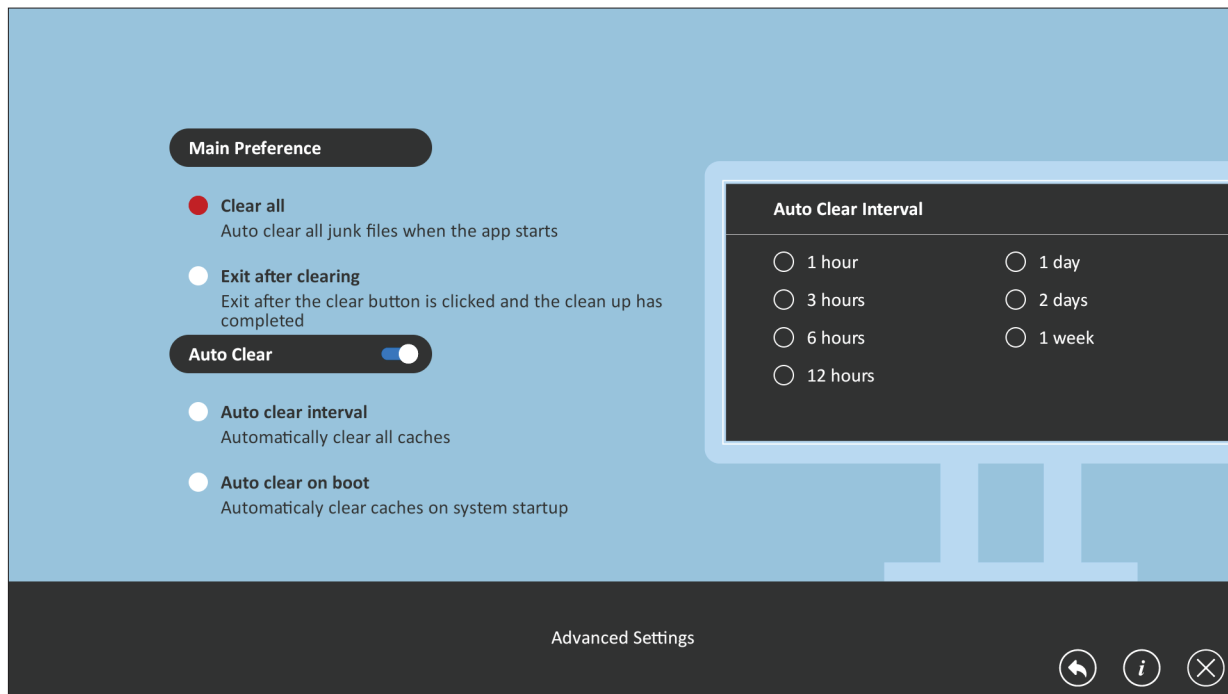 Main Preference
Clear all
Auto clear all junk files when the app starts
Exit after clearing
Exit after the clear button is clicked and the clean up has
completed
Auto Clear
Auto clear interval
Automatically clear all caches
Auto clear on boot
Automaticaly clear caches on system startup
Auto Clear Interval
1 hour
3 hours
6 hours
12 hours
1 day
2 days
1 week
Advanced Settings
i